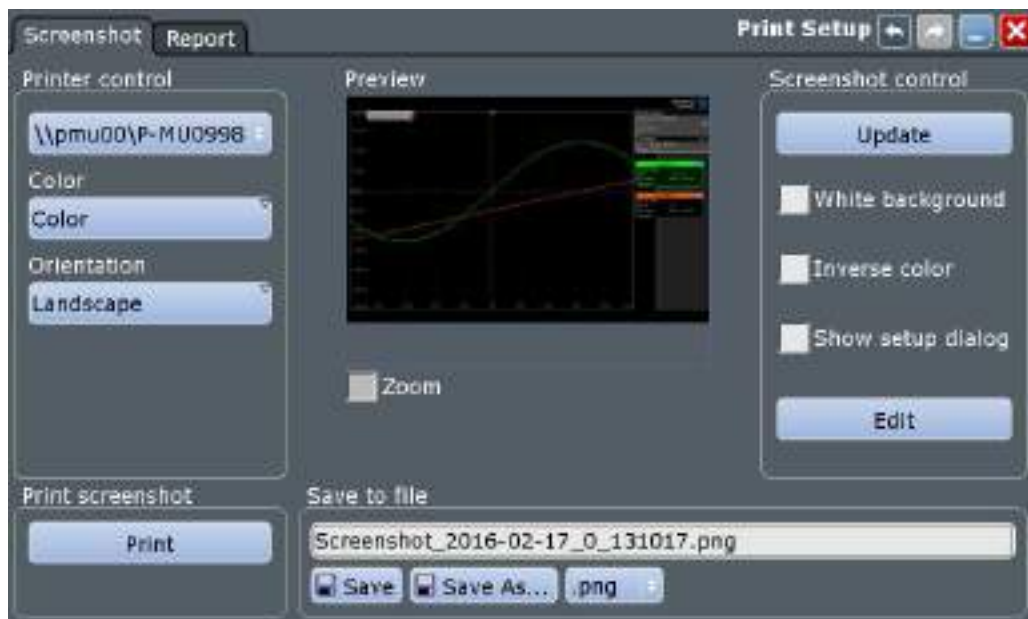 Screenshot
Report
Print Setup
Printer control
\\pmu00\P-MU0998
Color
Color
Orientation
Landscape
Preview
Zoom
Screenshot control
Update
White background
Inverse color
Show setup dialog
Edit
Print screenshot
Print
Save to file
Screenshot_2016-02-17_0_131017.png
Save
Save As...
.png